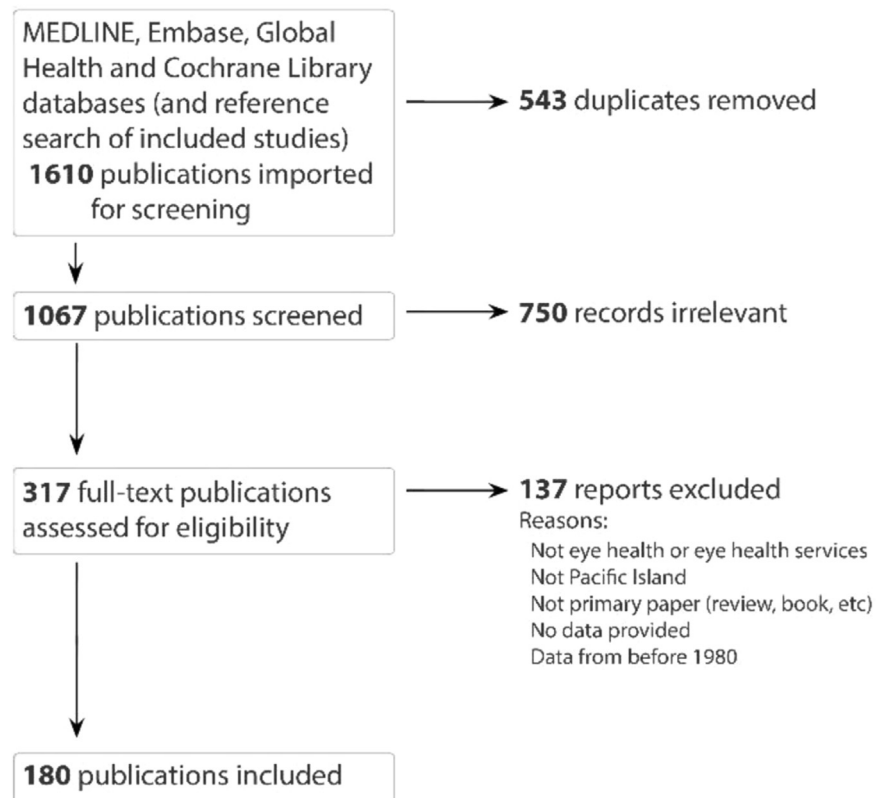 MEDLINE, Embase, Global
Health and Cochrane Library
databases (and reference
search of included studies)
1610 publications imported
for screening
543 duplicates removed
1067 publications screened
750 records irrelevant
317 full-text publications
assessed for eligibility
137 reports excluded
Reasons:
Not eye health or eye health services
Not Pacific Island
Not primary paper (review, book, etc)
No data provided
Data from before 1980
180 publications included